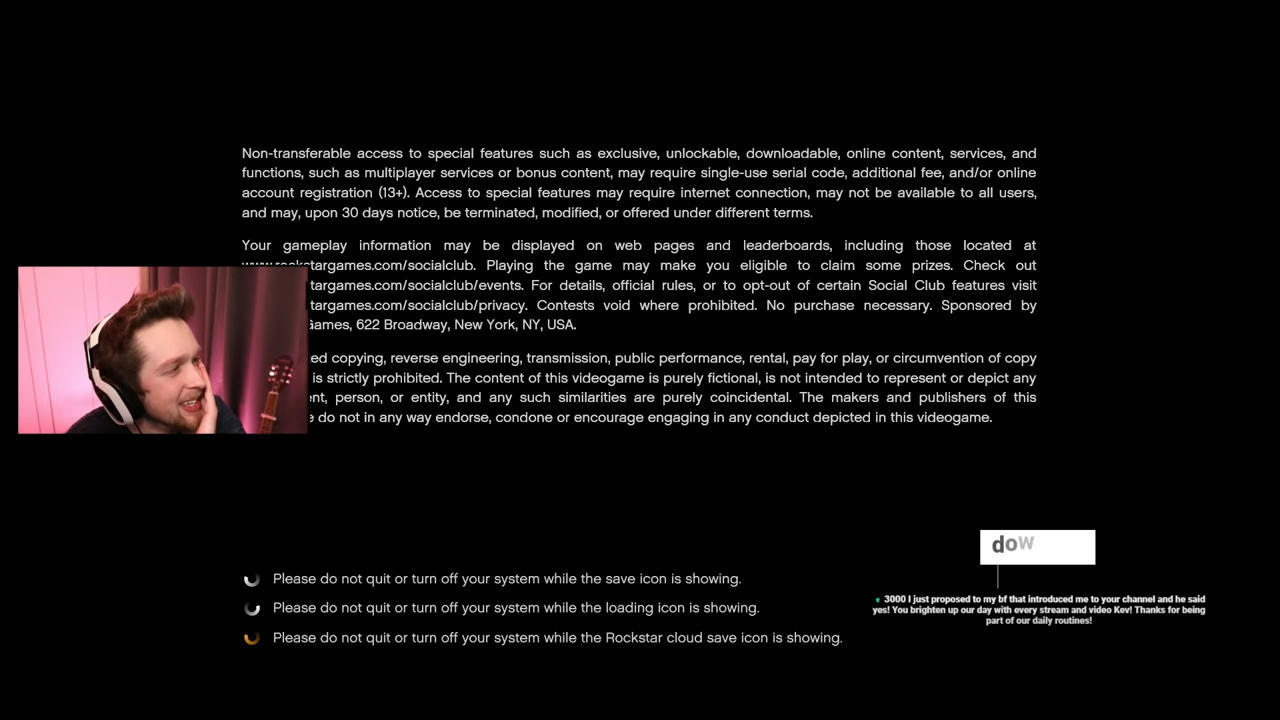 Non-transferable access to special features such as exclusive, unlockable, downloadable, online content, services, and
functions, such as multiplayer services or bonus content, may require single-use serial code, additional fee, and/or online
account registration (13+). Access to special features may require internet connection, may not be available to all users,
and may, upon 30 days notice, be terminated, modified, or offered under different terms.
Your gameplay information may be displayed on web pages and leaderboards, including those located at
www.rockstargames.com/socialclub. Playing the game may make you eligible to claim some prizes. Check out
targames.com/socialclub/events. For details, official rules, or to opt-out of certain Social Club features visit
targames.com/socialclub/privacy. Contests void where prohibited. No purchase necessary. Sponsored by
Games, 622 Broadway, New York, NY, USA.
ed copying, reverse engineering, transmission, public performance, rental, pay for play, or circumvention of copy
is strictly prohibited. The content of this videogame is purely fictional, is not intended to represent or depict any
nt, person, or entity, and any such similarities are purely coincidental. The makers and publishers of this
e do not in any way endorse, condone or encourage engaging in any conduct depicted in this videogame.
dow
3000 I just proposed to my bf that introduced me to your channel and he said
yes! You brighten up our day with every stream and video Kev! Thanks for being
part of our daily routines!
Please do not quit or turn off your system while the save icon is showing.
Please do not quit or turn off your system while the loading icon is showing.
Please do not quit or turn off your system while the Rockstar cloud save icon is showing.